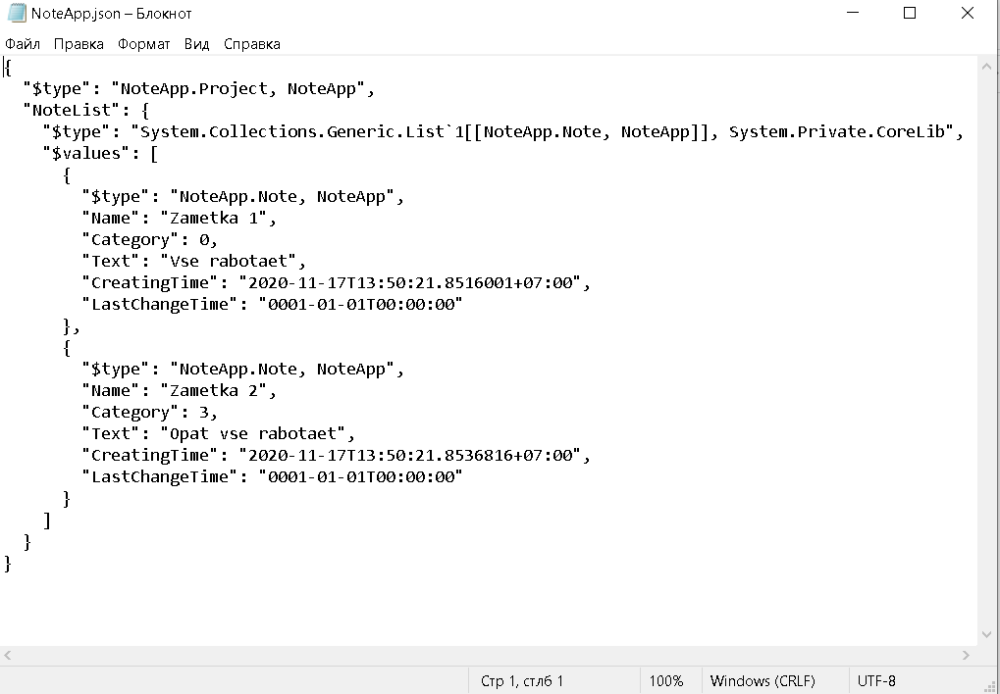 NoteApp.json – Блокнот
Файл Правка Формат Вид Справка
{
  "$type": "NoteApp.Project, NoteApp",
  "NoteList": {
    "$type": "System.Collections.Generic.List`1[[NoteApp.Note, NoteApp]], System.Private.CoreLib",
    "$values": [
      {
        "$type": "NoteApp.Note, NoteApp",
        "Name": "Zametka 1",
        "Category": 0,
        "Text": "Vse rabotaet",
        "CreatingTime": "2020-11-17T13:50:21.8516001+07:00",
        "LastChangeTime": "0001-01-01T00:00:00"
      },
      {
        "$type": "NoteApp.Note, NoteApp",
        "Name": "Zametka 2",
        "Category": 3,
        "Text": "Opat vse rabotaet",
        "CreatingTime": "2020-11-17T13:50:21.8536816+07:00",
        "LastChangeTime": "0001-01-01T00:00:00"
      }
    ]
  }
}
Стр 1, стлб 1 100% Windows (CRLF) UTF-8